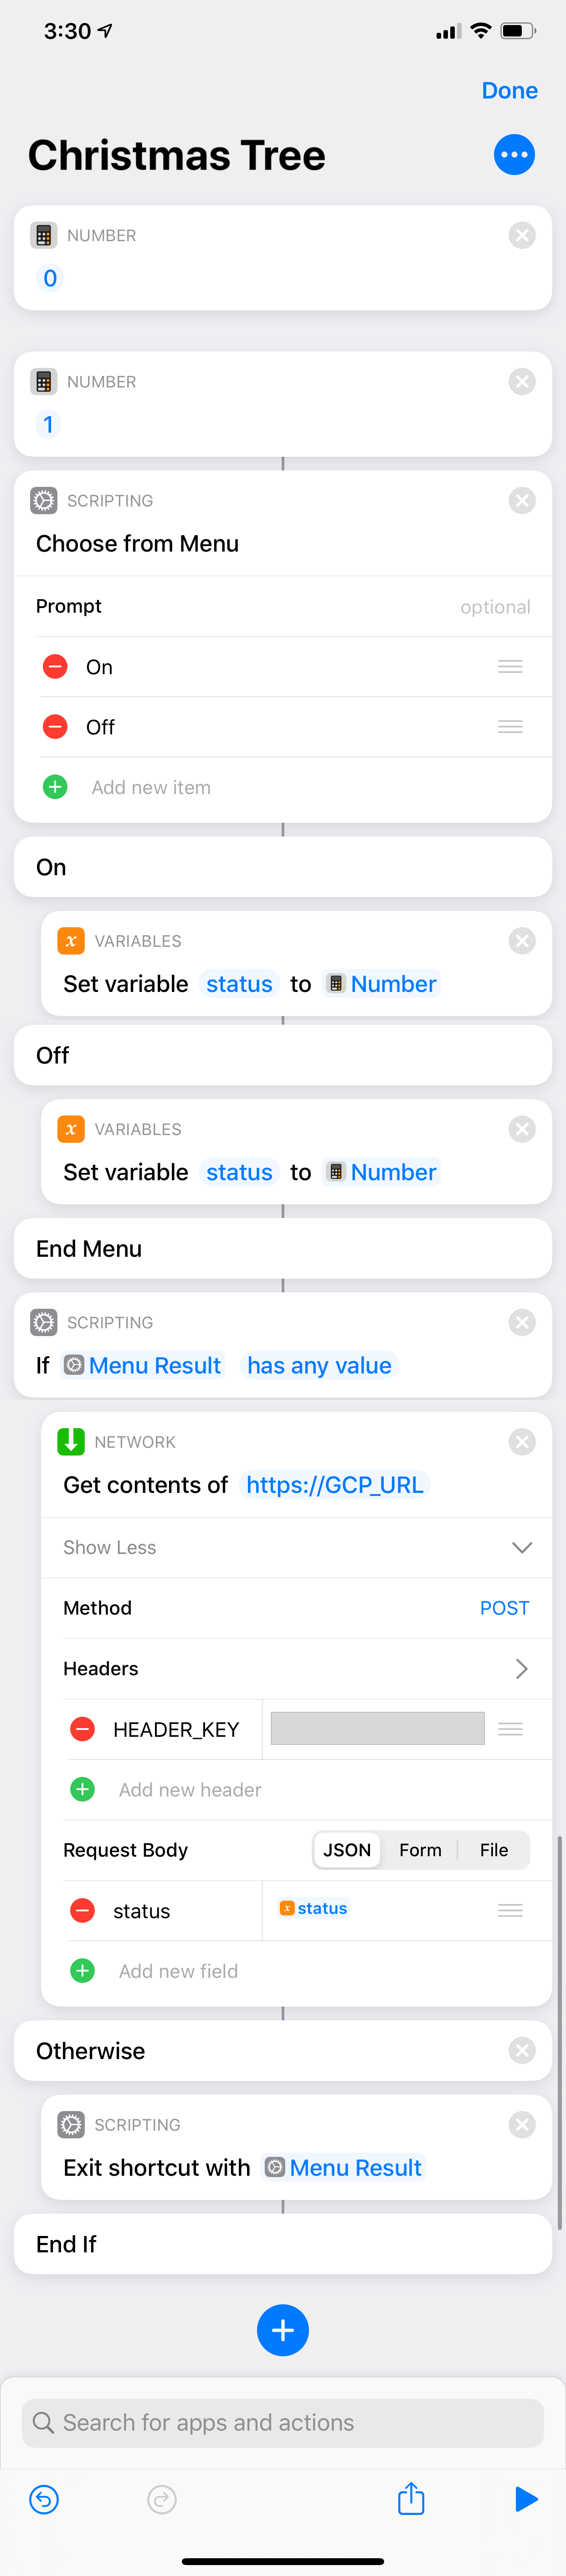 3:30
Done
Christmas Tree
NUMBER
0
NUMBER
1
SCRIPTING
Choose from Menu
Prompt optional
On
Off
Add new item
On
x VARIABLES
Set variable status to Number
Off
x VARIABLES
Set variable status to Number
End Menu
SCRIPTING
If Menu Result has any value
NETWORK
Get contents of https://GCP_URL
Show Less
Method POST
Headers
HEADER_KEY
Add new header
Request Body JSON Form File
status x status
Add new field
Otherwise
SCRIPTING
Exit shortcut with Menu Result
End If
Search for apps and actions